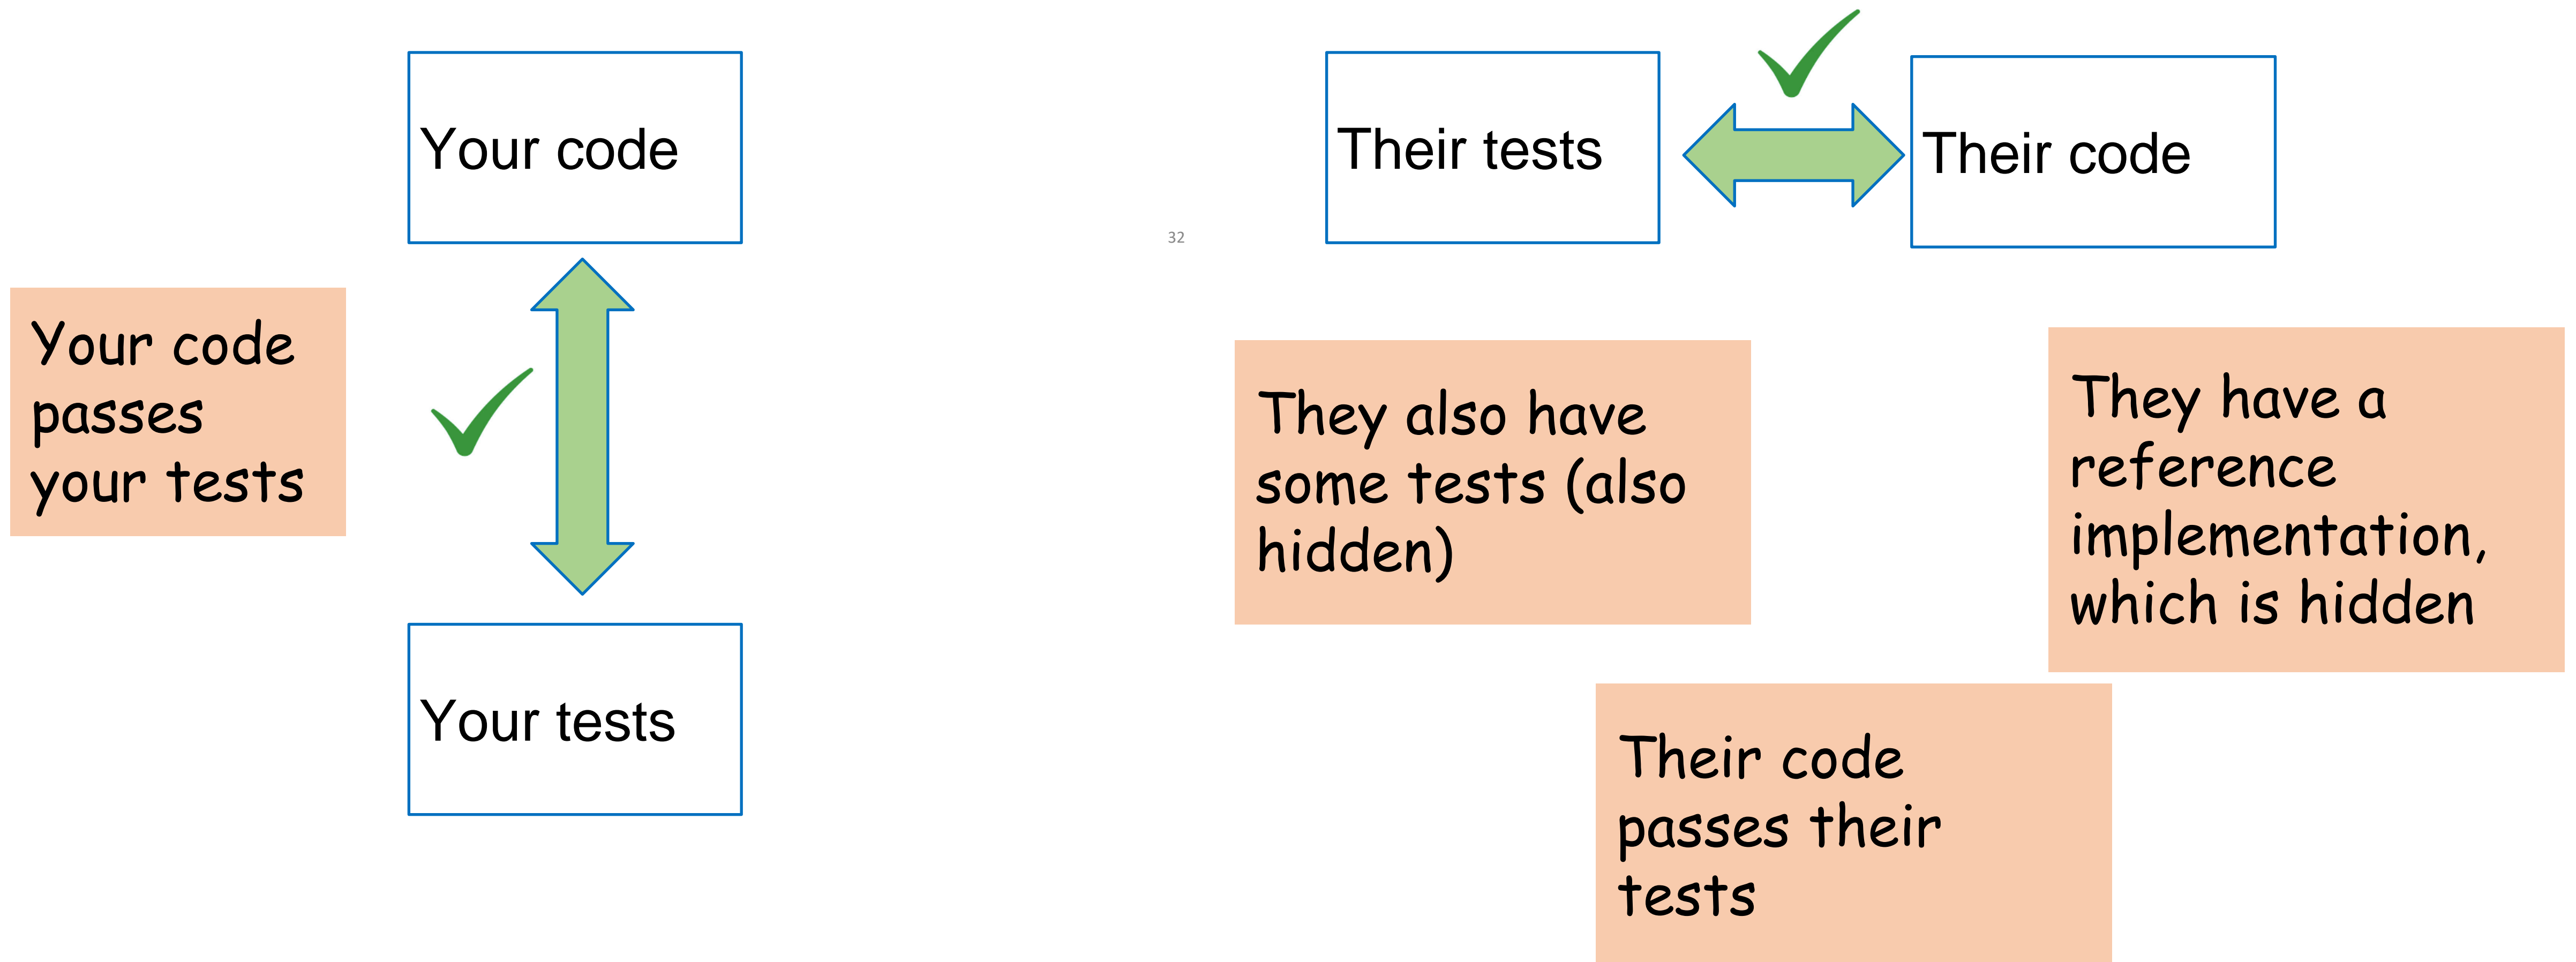 Your code
Your code
passes
your tests
Your tests
32
Their tests
Their code
They also have
some tests (also
hidden)
They have a
reference
implementation,
which is hidden
Their code
passes their
tests